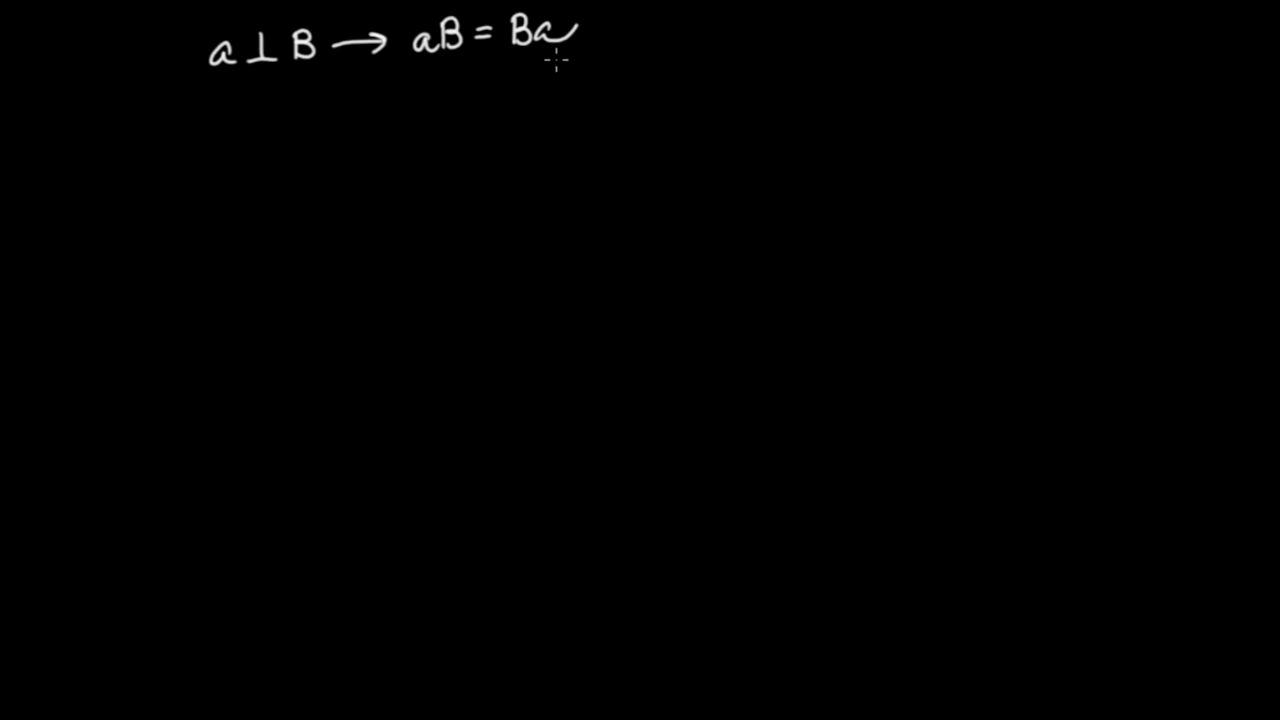 a ⊥ B → aB = Ba